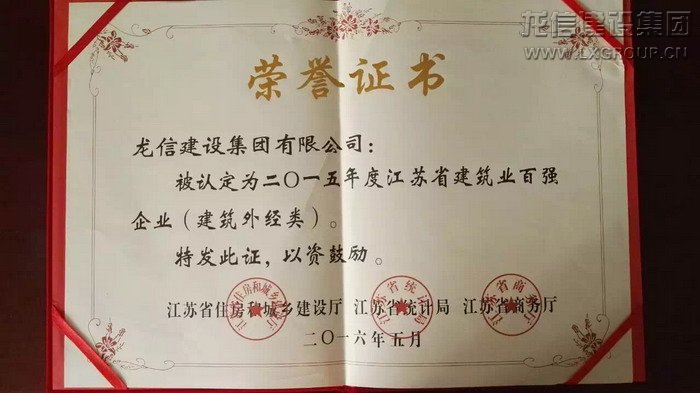 龙信建设集团
WWW.LXGROUP.CN
荣誉证书
龙信建设集团有限公司：
被认定为二〇一五年度江苏省建筑业百强
企业（建筑外经类）。
特发此证，以资鼓励。
江苏省住房和城乡建设厅 江苏省统计局 江苏省商务厅
二〇一六年五月